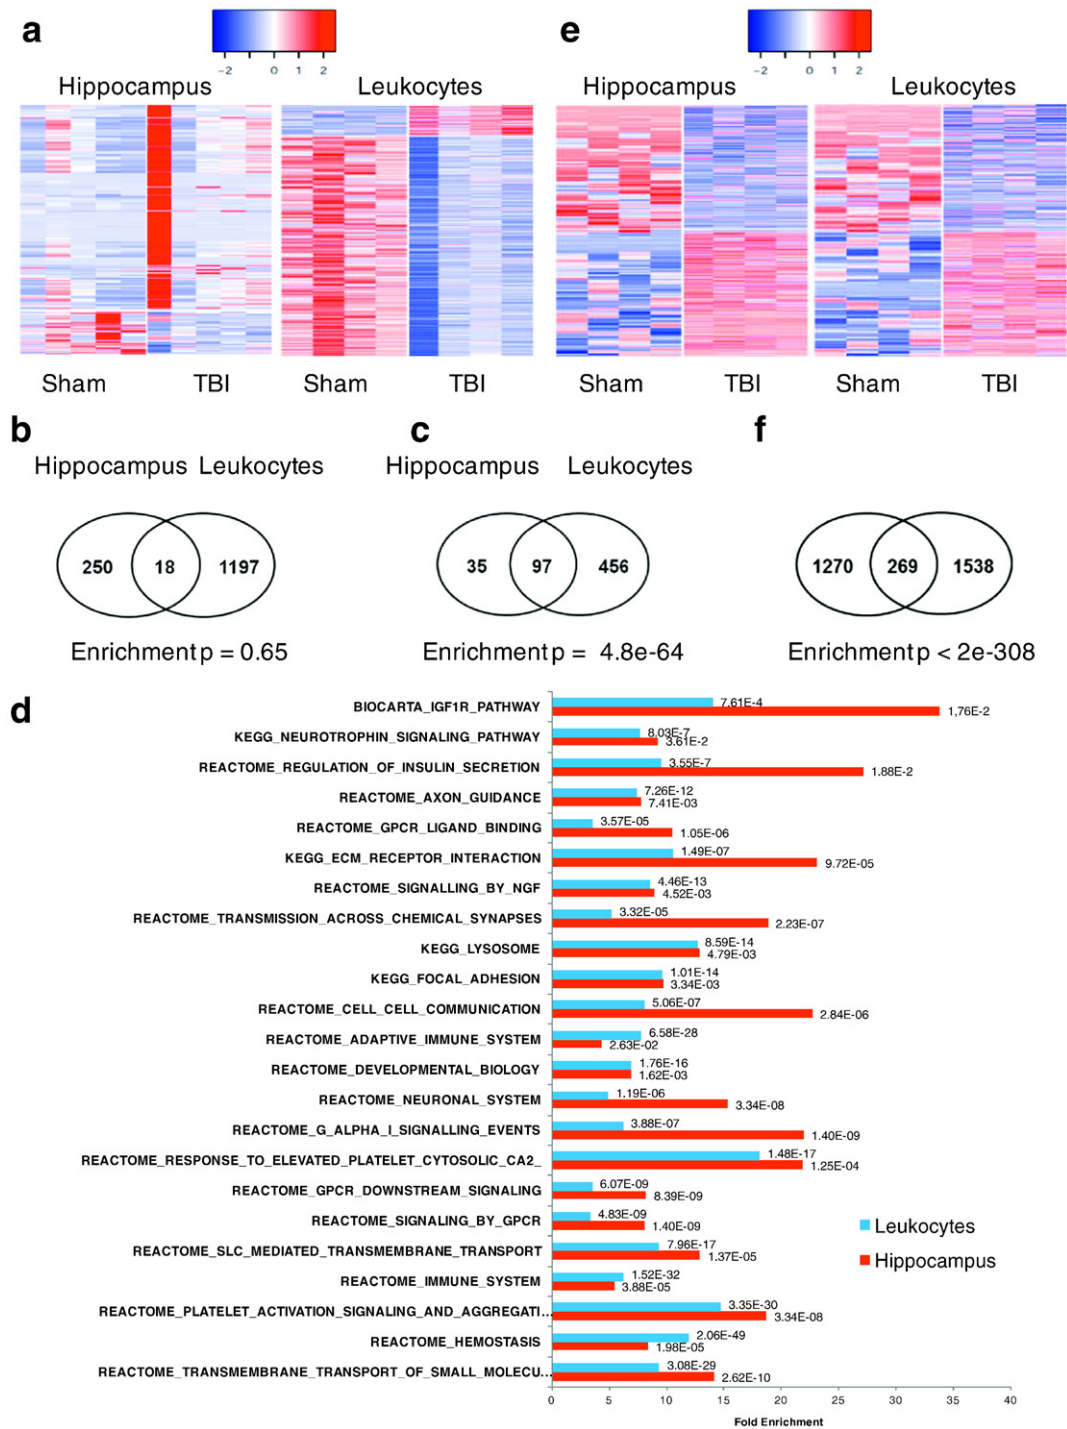 a
e
−2 0 1 2
−2 0 1 2
Hippocampus Leukocytes
Hippocampus Leukocytes
Sham TBI Sham TBI
Sham TBI Sham TBI
b
Hippocampus Leukocytes
250 18 1197
Enrichment p = 0.65
c
Hippocampus Leukocytes
35 97 456
Enrichment p = 4.8e-64
f
1270 269 1538
Enrichment p < 2e-308
d
BIOCARTA_IGF1R_PATHWAY 7.61E-4 1,76E-2
KEGG_NEUROTROPHIN_SIGNALING_PATHWAY 8.03E-7 3.61E-2
REACTOME_REGULATION_OF_INSULIN_SECRETION 3.55E-7 1.88E-2
REACTOME_AXON_GUIDANCE 7.26E-12 7.41E-03
REACTOME_GPCR_LIGAND_BINDING 3.57E-05 1.05E-06
KEGG_ECM_RECEPTOR_INTERACTION 1.49E-07 9.72E-05
REACTOME_SIGNALLING_BY_NGF 4.46E-13 4.52E-03
REACTOME_TRANSMISSION_ACROSS_CHEMICAL_SYNAPSES 3.32E-05 2.23E-07
KEGG_LYSOSOME 8.59E-14 4.79E-03
KEGG_FOCAL_ADHESION 1.01E-14 3.34E-03
REACTOME_CELL_CELL_COMMUNICATION 5.06E-07 2.84E-06
REACTOME_ADAPTIVE_IMMUNE_SYSTEM 6.58E-28 2.63E-02
REACTOME_DEVELOPMENTAL_BIOLOGY 1.76E-16 1.62E-03
REACTOME_NEURONAL_SYSTEM 1.19E-06 3.34E-08
REACTOME_G_ALPHA_I_SIGNALLING_EVENTS 3.88E-07 1.40E-09
REACTOME_RESPONSE_TO_ELEVATED_PLATELET_CYTOSOLIC_CA2_ 1.48E-17 1.25E-04
REACTOME_GPCR_DOWNSTREAM_SIGNALING 6.07E-09 8.39E-09
REACTOME_SIGNALING_BY_GPCR 4.83E-09 1.40E-09
REACTOME_SLC_MEDIATED_TRANSMEMBRANE_TRANSPORT 7.96E-17 1.37E-05
REACTOME_IMMUNE_SYSTEM 1.52E-32 3.88E-05
REACTOME_PLATELET_ACTIVATION_SIGNALING_AND_AGGREGATI... 3.35E-30 3.34E-08
REACTOME_HEMOSTASIS 2.06E-49 1.98E-05
REACTOME_TRANSMEMBRANE_TRANSPORT_OF_SMALL_MOLECU... 3.08E-29 2.62E-10
Leukocytes
Hippocampus
0 5 10 15 20 25 30 35 40
Fold Enrichment